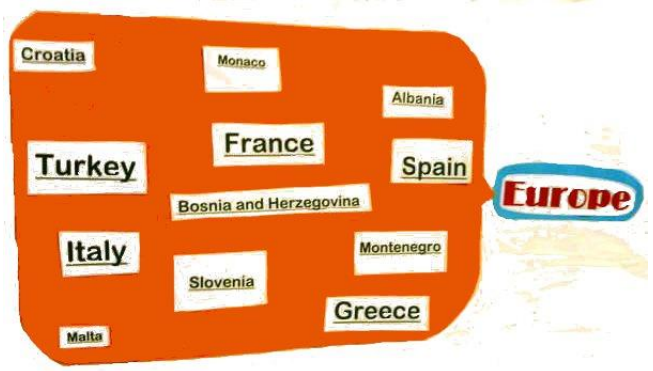 Croatia
Monaco
Albania
France
Turkey
Spain
Europe
Bosnia and Herzegovina
Italy
Montenegro
Slovenia
Greece
Malta